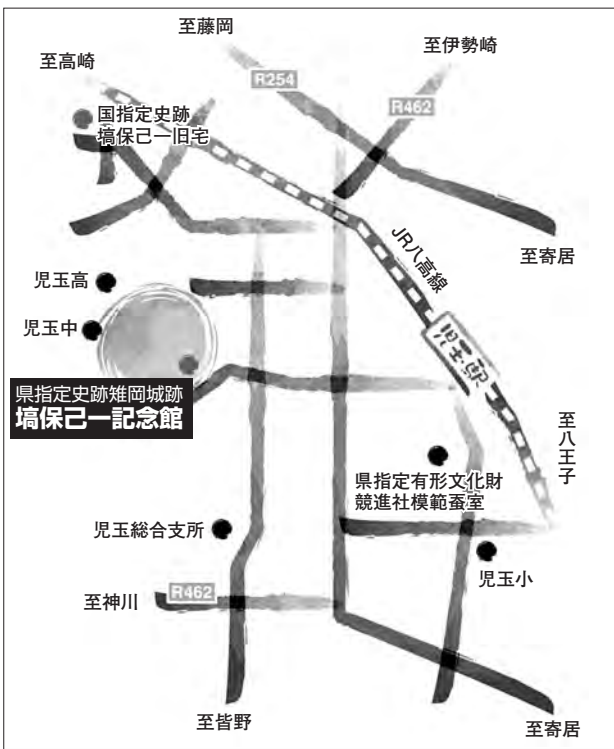 至藤岡
至伊勢崎
至高崎
R254
R462
国指定史跡
塙保己一旧宅
至寄居
JR八高線
児玉高
児玉中
児玉駅
県指定史跡雉岡城跡
塙保己一記念館
至八王子
県指定有形文化財
競進社模範蚕室
児玉総合支所
児玉小
R462
至神川
至皆野
至寄居